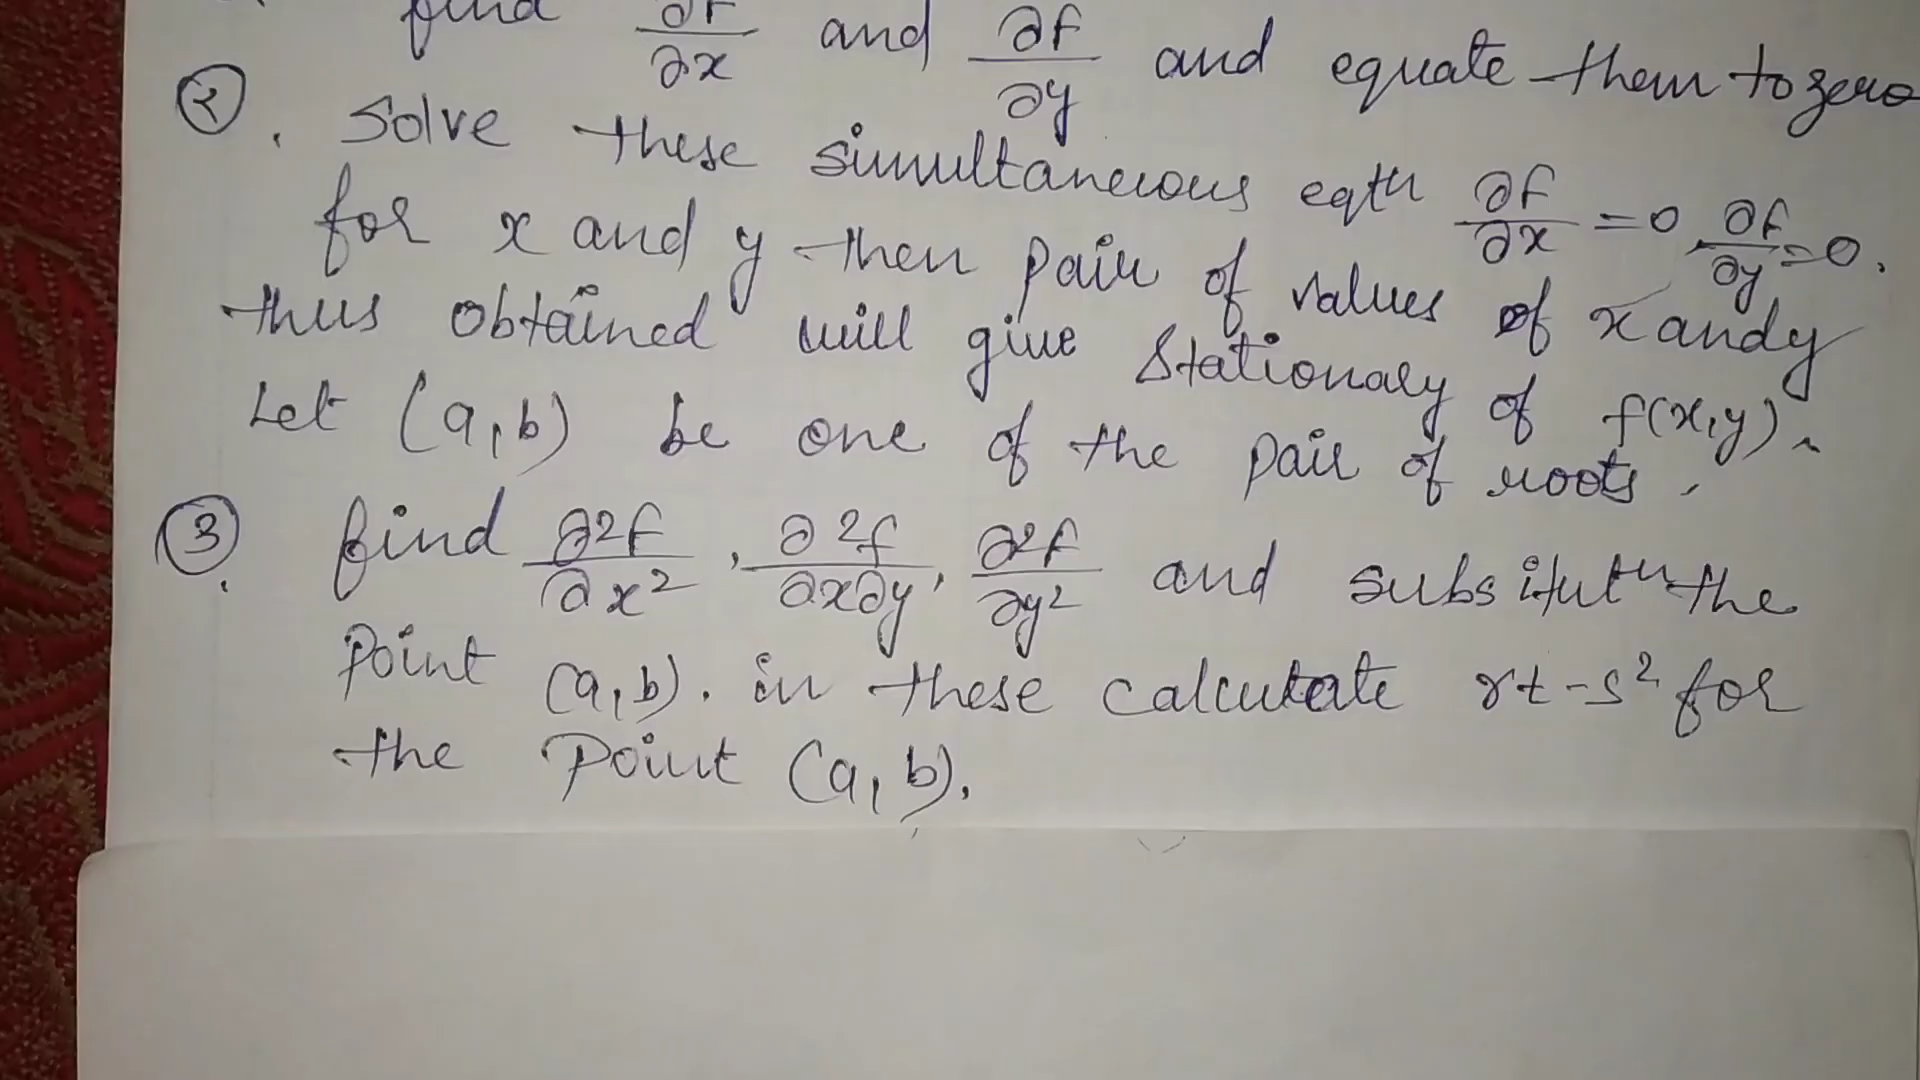 find ∂f/∂x and ∂f/∂y and equate them to zero
② . Solve these simultaneous eqtn ∂f/∂x = 0, ∂f/∂y = 0.
for x and y then pair of values of x and y
thus obtained will give stationary of f(x,y).
Let (a,b) be one of the pair of roots.
③ . find ∂²f/∂x², ∂²f/∂x∂y, ∂²f/∂y² and subsitutn the
point (a,b). in these calcutate rt-s² for
the point (a,b).